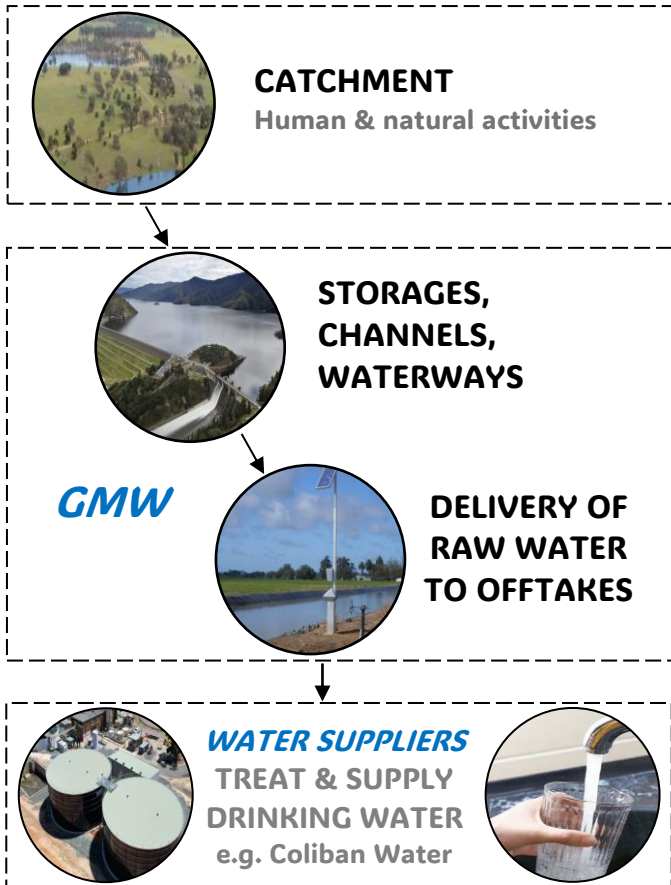 CATCHMENT
Human & natural activities
STORAGES,
CHANNELS,
WATERWAYS
GMW
DELIVERY OF
RAW WATER
TO OFFTAKES
WATER SUPPLIERS
TREAT & SUPPLY
DRINKING WATER
e.g. Coliban Water